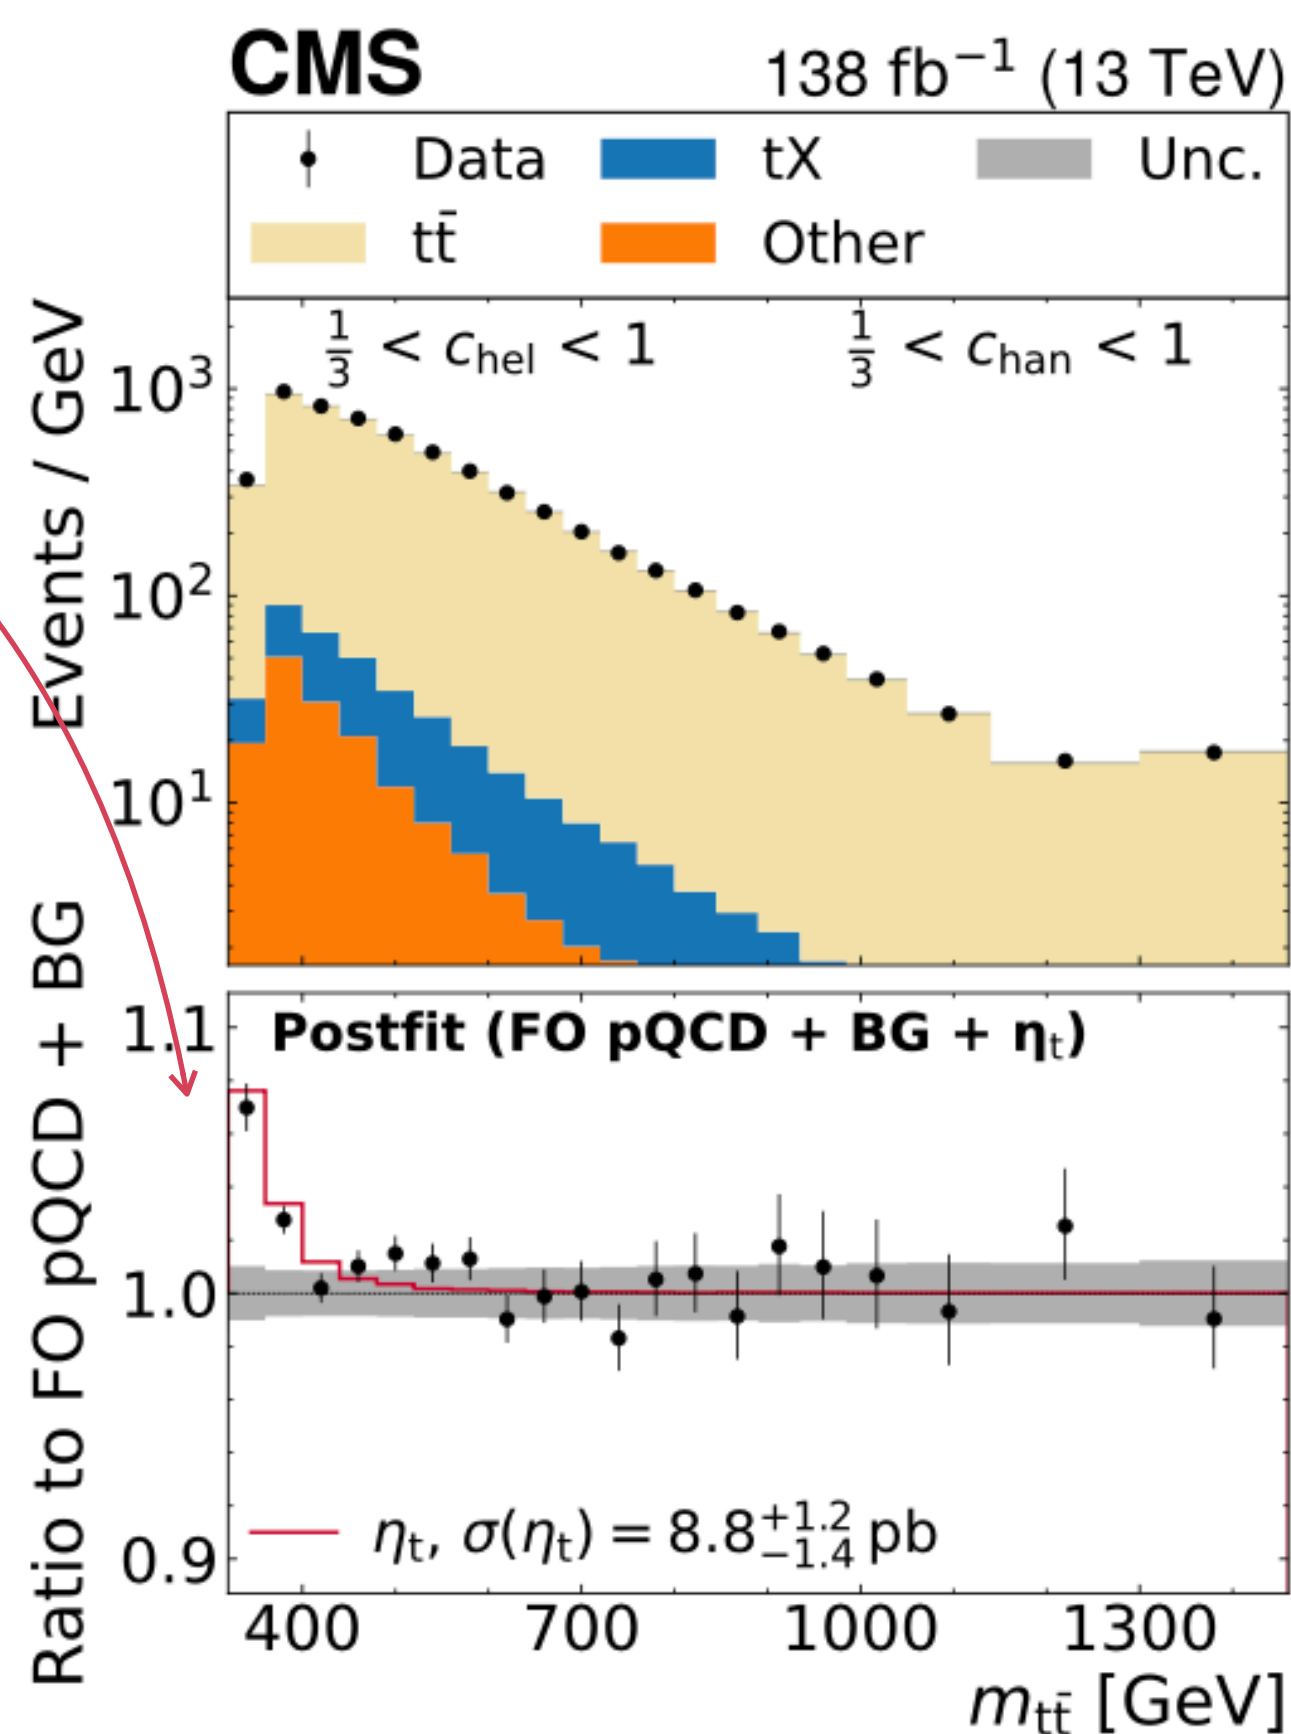 CMS 138 fb⁻¹ (13 TeV)
Data tX Unc.
tt̄ Other
1/3 < c_hel < 1 1/3 < c_han < 1
Events / GeV
10³
10²
10¹
Ratio to FO pQCD + BG
Postfit (FO pQCD + BG + η_t)
1.1
1.0
0.9
η_t, σ(η_t) = 8.8 +1.2 −1.4 pb
400 700 1000 1300
m_tt̄ [GeV]